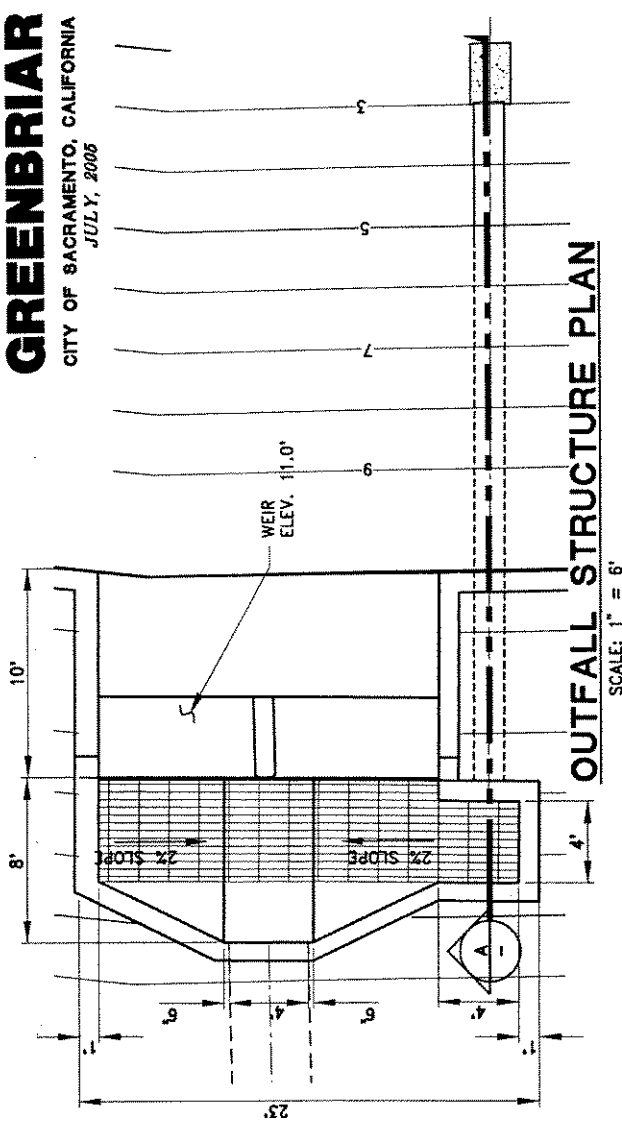 GREENBRIAR
CITY OF SACRAMENTO, CALIFORNIA
JULY, 2005
10'
8'
WEIR
ELEV. 11.0'
3
5
7
9
2% SLOPE
2% SLOPE
4'
A
-
1'
6"
4'
6"
4'
1'
23'
OUTFALL STRUCTURE PLAN
SCALE: 1" = 6'